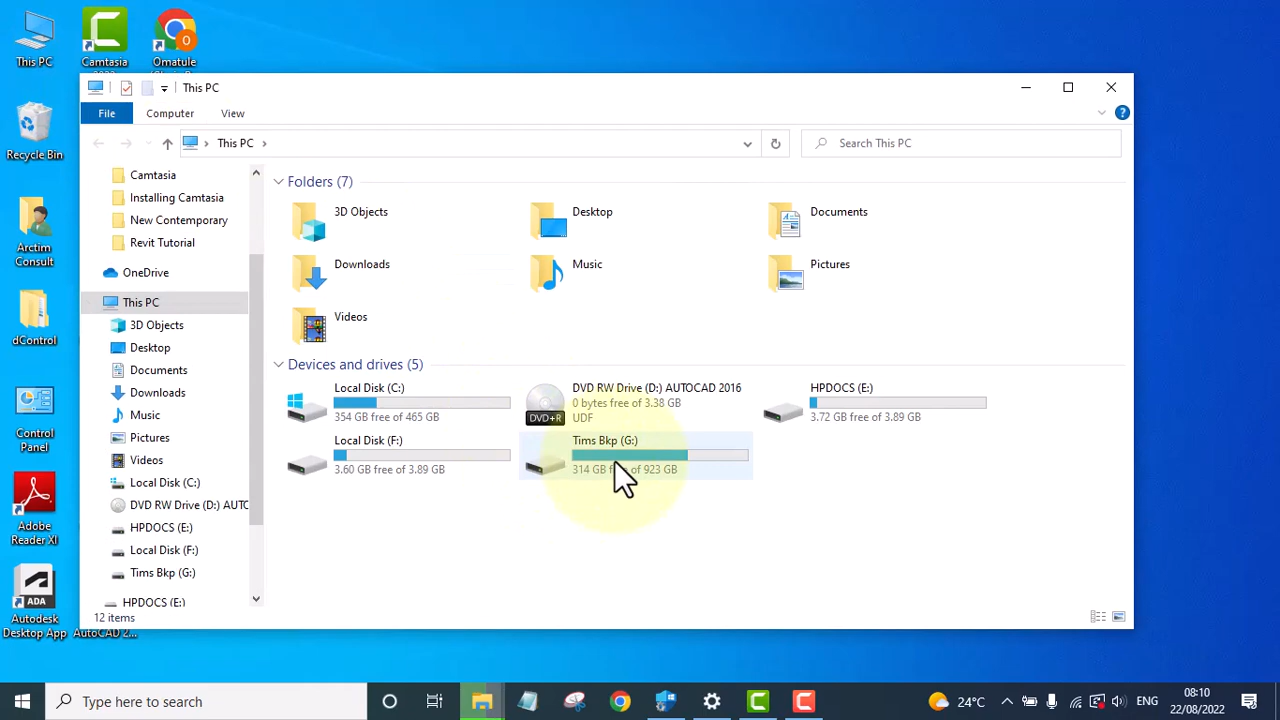 This PC
Camtasia
Omatule
Recycle Bin
Arctim
Consult
dControl
Control
Panel
Adobe
Reader XI
Autodesk
Desktop App
AutoCAD 2...
This PC
File
Computer
View
This PC
Search This PC
Camtasia
Installing Camtasia
New Contemporary
Revit Tutorial
OneDrive
This PC
3D Objects
Desktop
Documents
Downloads
Music
Pictures
Videos
Local Disk (C:)
DVD RW Drive (D:) AUTO
HPDOCS (E:)
Local Disk (F:)
Tims Bkp (G:)
HPDOCS (E:)
Folders (7)
3D Objects
Desktop
Documents
Downloads
Music
Pictures
Videos
Devices and drives (5)
Local Disk (C:)
354 GB free of 465 GB
DVD RW Drive (D:) AUTOCAD 2016
0 bytes free of 3.38 GB
UDF
DVD+R
HPDOCS (E:)
3.72 GB free of 3.89 GB
Local Disk (F:)
3.60 GB free of 3.89 GB
Tims Bkp (G:)
314 GB free of 923 GB
12 items
Type here to search
24°C
ENG
08:10
22/08/2022